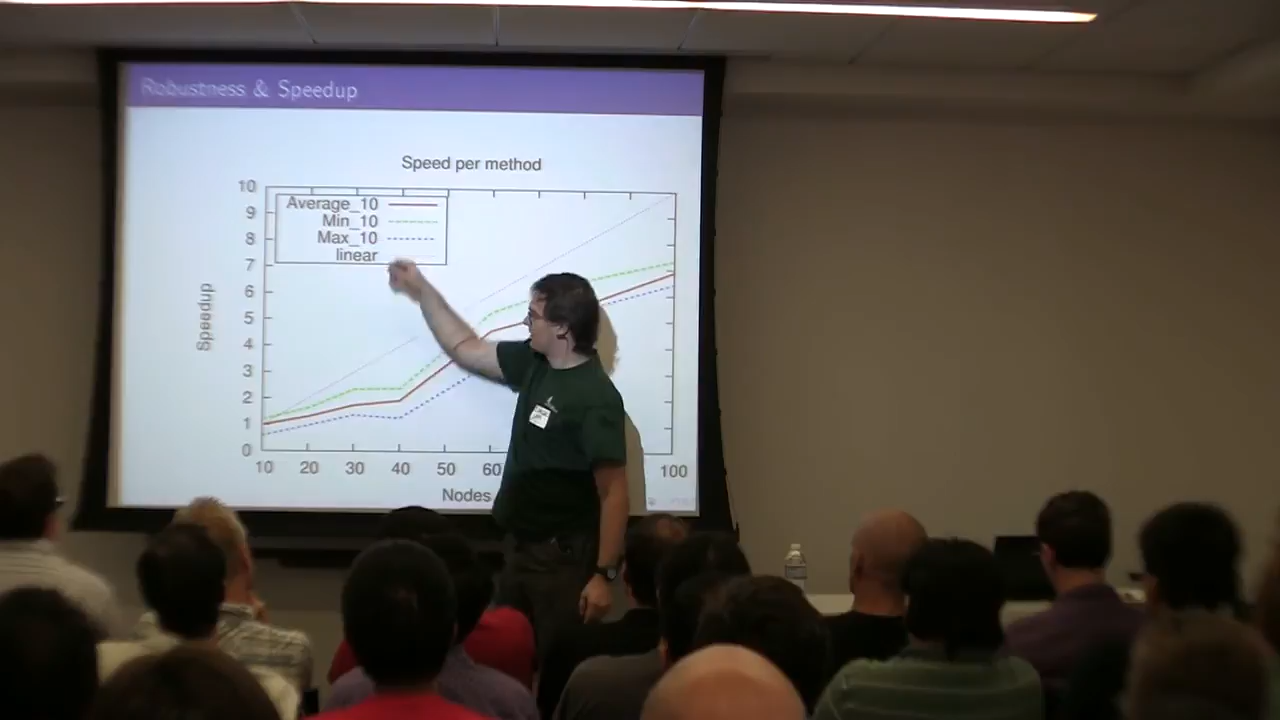 Robustness & Speedup
Speed per method
10
9
8
7
6
5
4
3
2
1
0
Average_10
Min_10
Max_10
linear
Speedup
10 20 30 40 50 60 100
Nodes